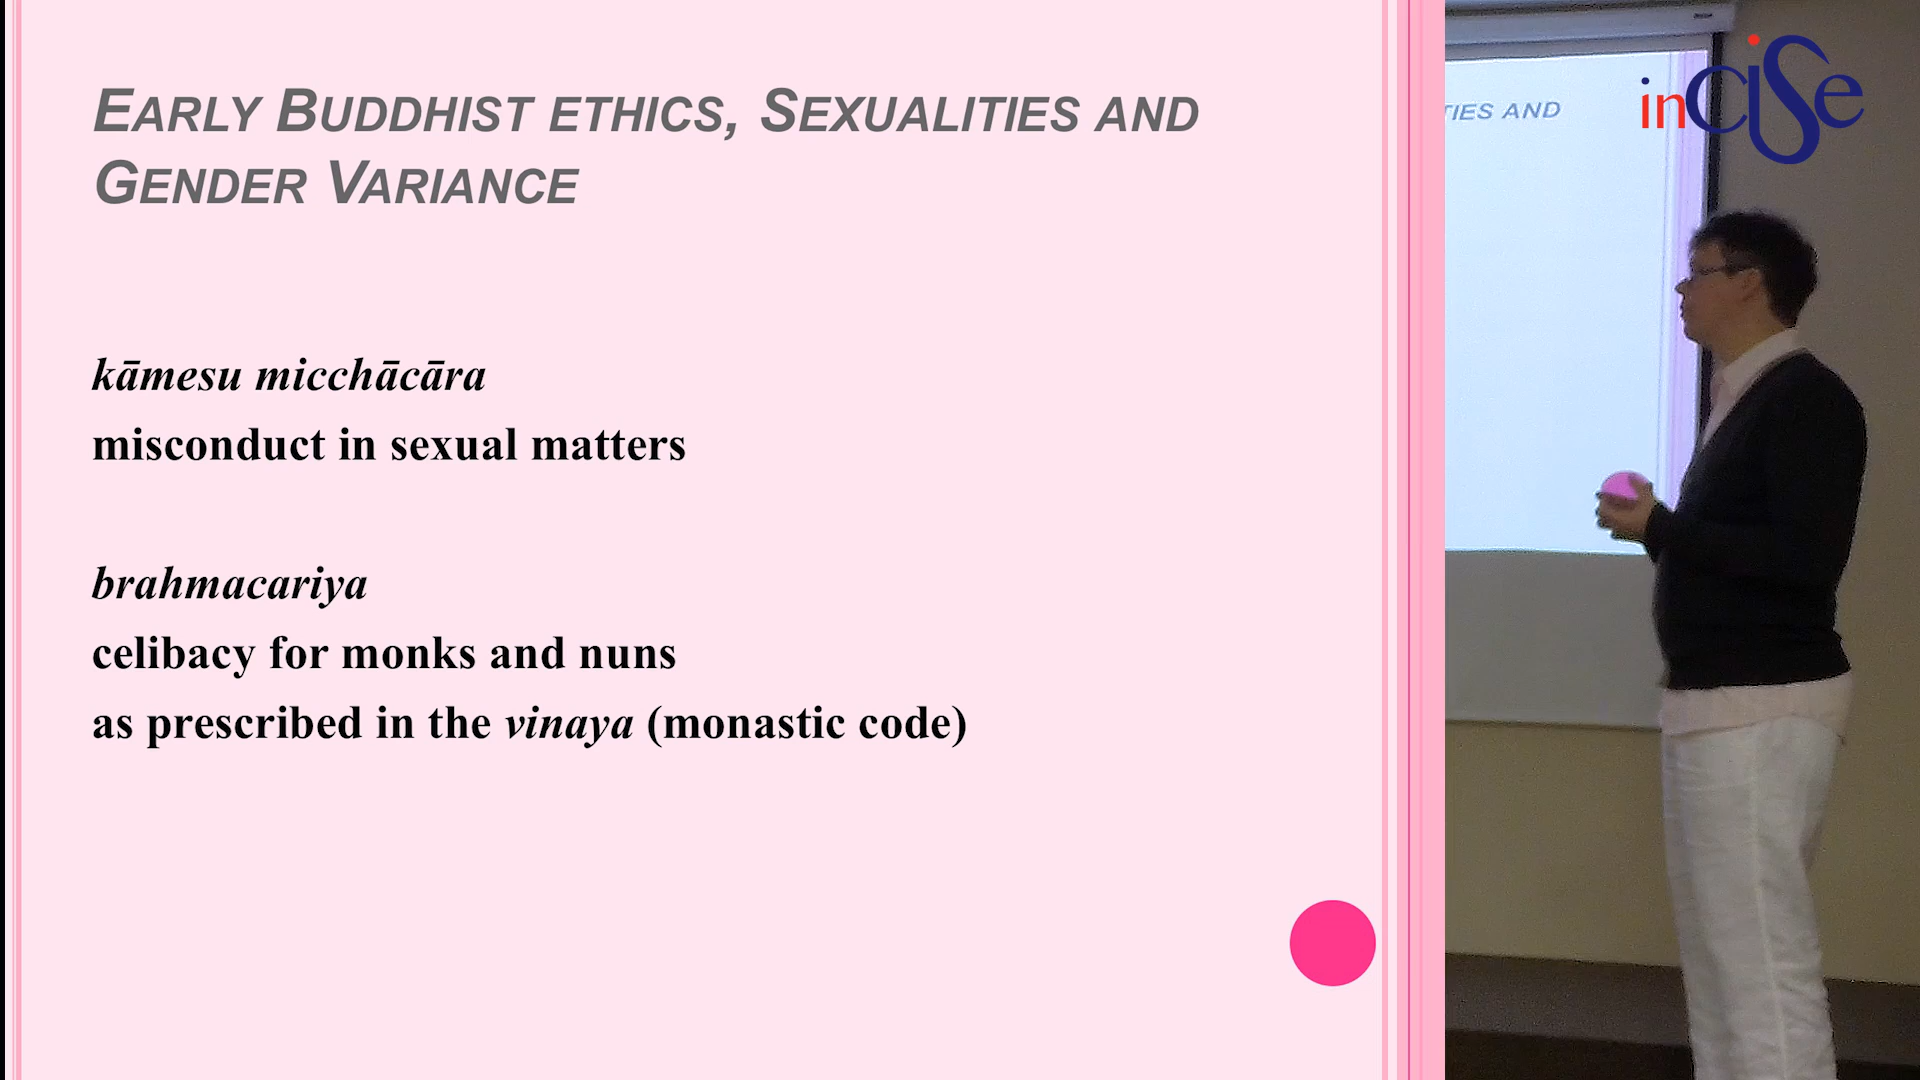 EARLY BUDDHIST ETHICS, SEXUALITIES AND
GENDER VARIANCE
kāmesu micchācāra
misconduct in sexual matters
brahmacariya
celibacy for monks and nuns
as prescribed in the vinaya (monastic code)
TIES AND
inCISe